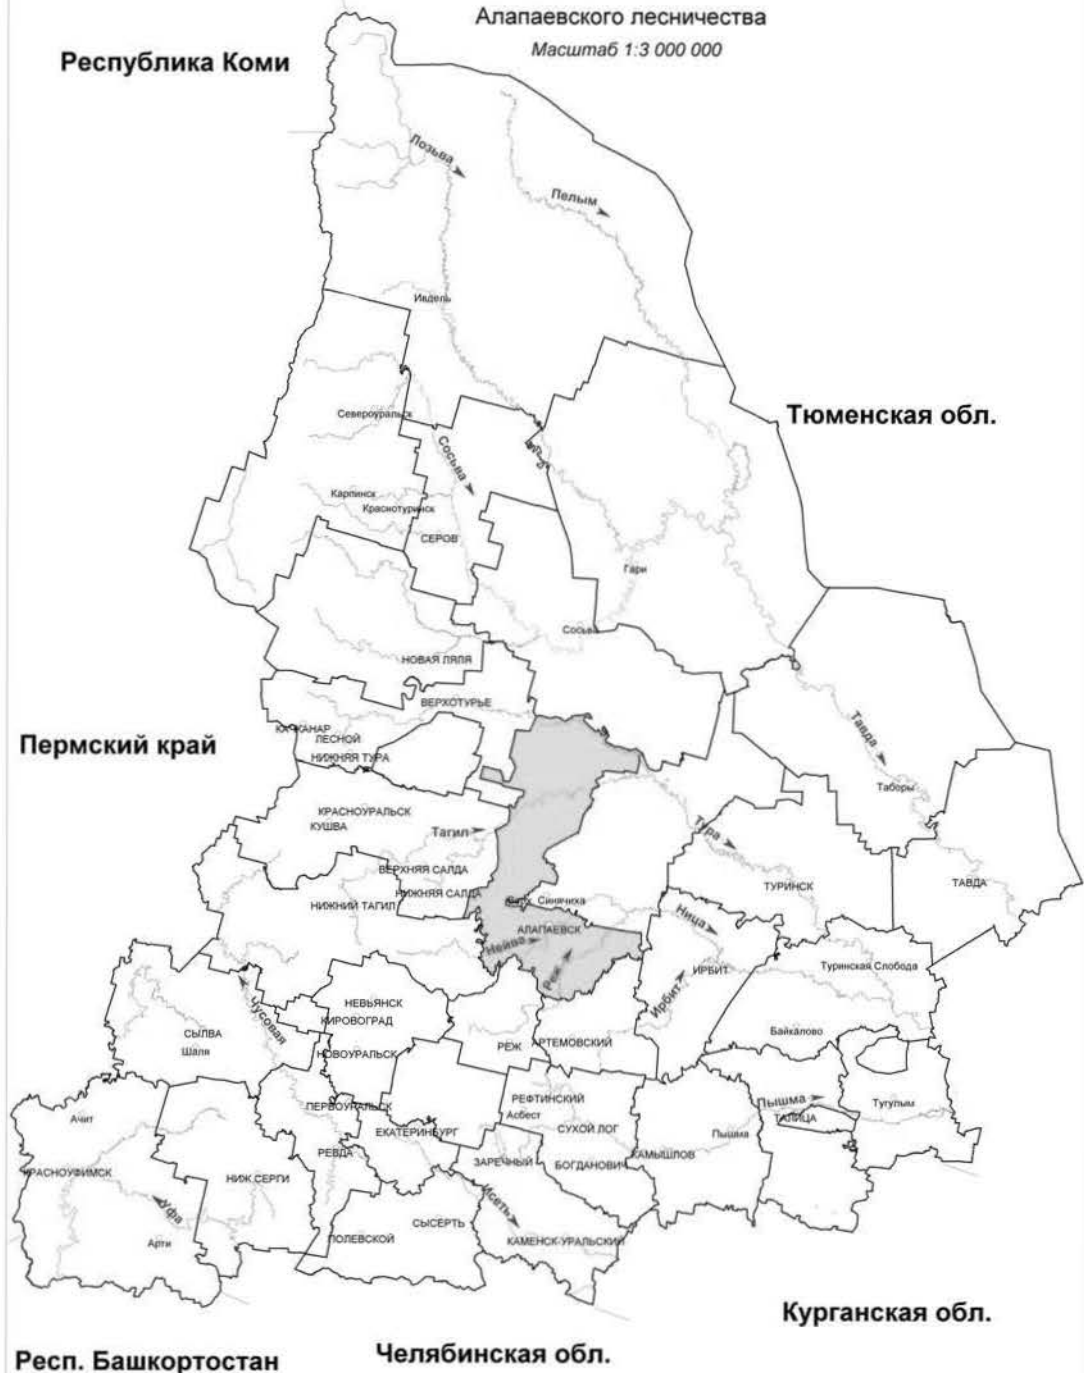 Алапаевского лесничества
Масштаб 1:3 000 000
Республика Коми
Лозьва
Пелым
Ивдель
Североуральск
Тюменская обл.
Сосьва
Карпинск
Краснотурьинск
СЕРОВ
Гари
Сосьва
НОВАЯ ЛЯЛЯ
ВЕРХОТУРЬЕ
Пермский край
ЛЕСНОЙ
НИЖНЯЯ ТУРА
Тавда
Таборы
КРАСНОУРАЛЬСК
КУШВА
Тагил
Тура
ВЕРХНЯЯ САЛДА
НИЖНЯЯ САЛДА
НИЖНИЙ ТАГИЛ
ТУРИНСК
ТАВДА
Синячиха
Ница
АЛАПАЕВСК
Нейва
Реж
ИРБИТ
Ирбит
Туринская Слобода
Чусовая
НЕВЬЯНСК
КИРОВОГРАД
СЫЛВА
Шаля
НОВОУРАЛЬСК
РЕЖ
АРТЕМОВСКИЙ
Байкалово
Ачит
ПЕРВОУРАЛЬСК
РЕФТИНСКИЙ
Асбест
Пышма
ТАЛИЦА
Тугулым
ЕКАТЕРИНБУРГ
СУХОЙ ЛОГ
Пышма
КРАСНОУФИМСК
НИЖ.СЕРГИ
РЕВДА
ЗАРЕЧНЫЙ
БОГДАНОВИЧ
КАМЫШЛОВ
Уфа
Исеть
Арти
СЫСЕРТЬ
ПОЛЕВСКОЙ
КАМЕНСК-УРАЛЬСКИЙ
Курганская обл.
Челябинская обл.
Респ. Башкортостан